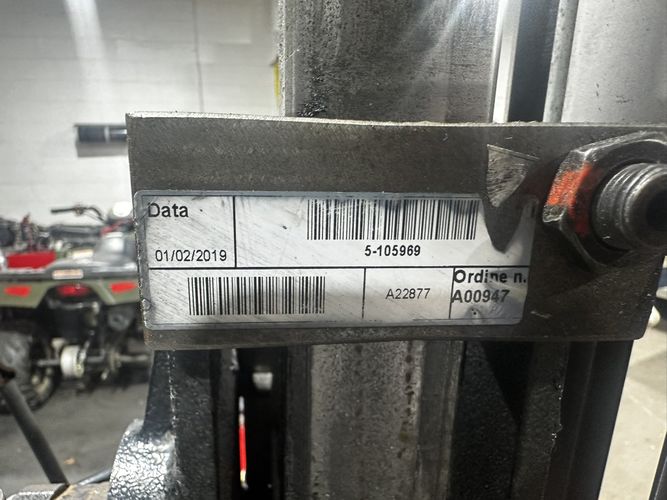 Data
01/02/2019
5-105969
A22877
Ordine n.
A00947